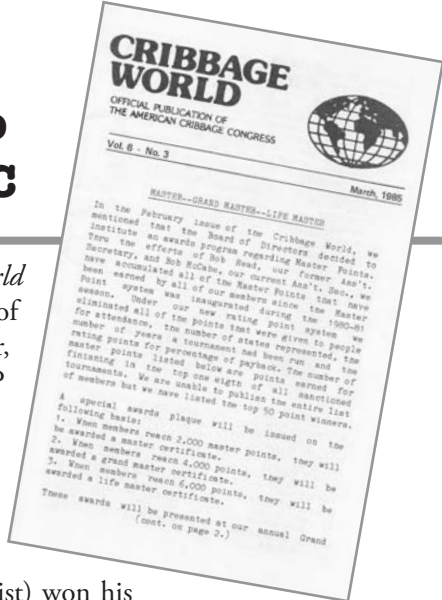 CRIBBAGE
WORLD
OFFICIAL PUBLICATION OF
THE AMERICAN CRIBBAGE CONGRESS
Vol. 6 - No. 3
March, 1985
MASTER--GRAND MASTER--LIFE MASTER
In the February issue of the Cribbage World, we
mentioned that the Board of Directors decided to
institute an awards program regarding Master Points.
Thru the efforts of Bob Read, our former Ass't.
Secretary, and Bob McCabe, our current Ass't. Sec., we
have accumulated all of the Master Points that have
been earned by all of our members since the Master
Point system was inaugurated during the 1980-81
season. Under our new rating point system we
eliminated all of the points that were given to people
for attendance, the number of states represented, the
number of years a tournament had been run and the
rating points for percentage of payback. The number of
master points listed below are points earned for
finishing in the top one eigth of all sanctioned
tournaments. We are unable to publish the entire list
of members but we have listed the top 50 point winners.
A special awards plaque will be issued on the
following basis:
1. When members reach 2,000 master points, they will
be awarded a master certificate.
2. When members reach 4,000 points, they will be
awarded a grand master certificate.
3. When members reach 6,000 points, they will be
awarded a life master certificate.
These awards will be presented at our annual Grand
(cont. on page 2.)
C
of
ist) won his